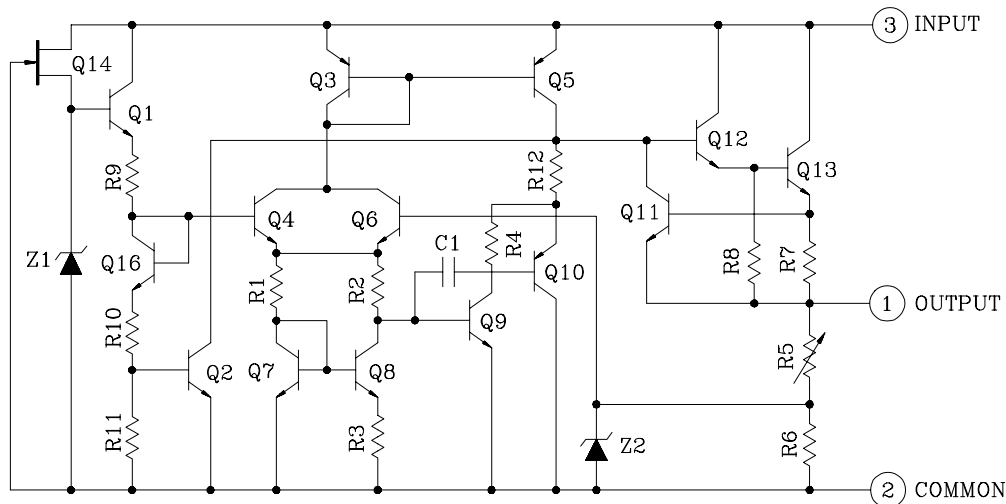 3 INPUT
Q14
Q1
Q3
Q5
Q12
Q13
R9
R12
Q4
Q6
Q11
R4
C1
Z1
Q16
R1
R2
Q10
R8
R7
1 OUTPUT
R10
Q9
R5
Q2
Q7
Q8
R11
R3
Z2
R6
2 COMMON